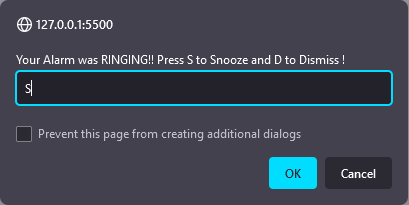 127.0.0.1:5500
Your Alarm was RINGING!! Press S to Snooze and D to Dismiss !
S
Prevent this page from creating additional dialogs
OK Cancel